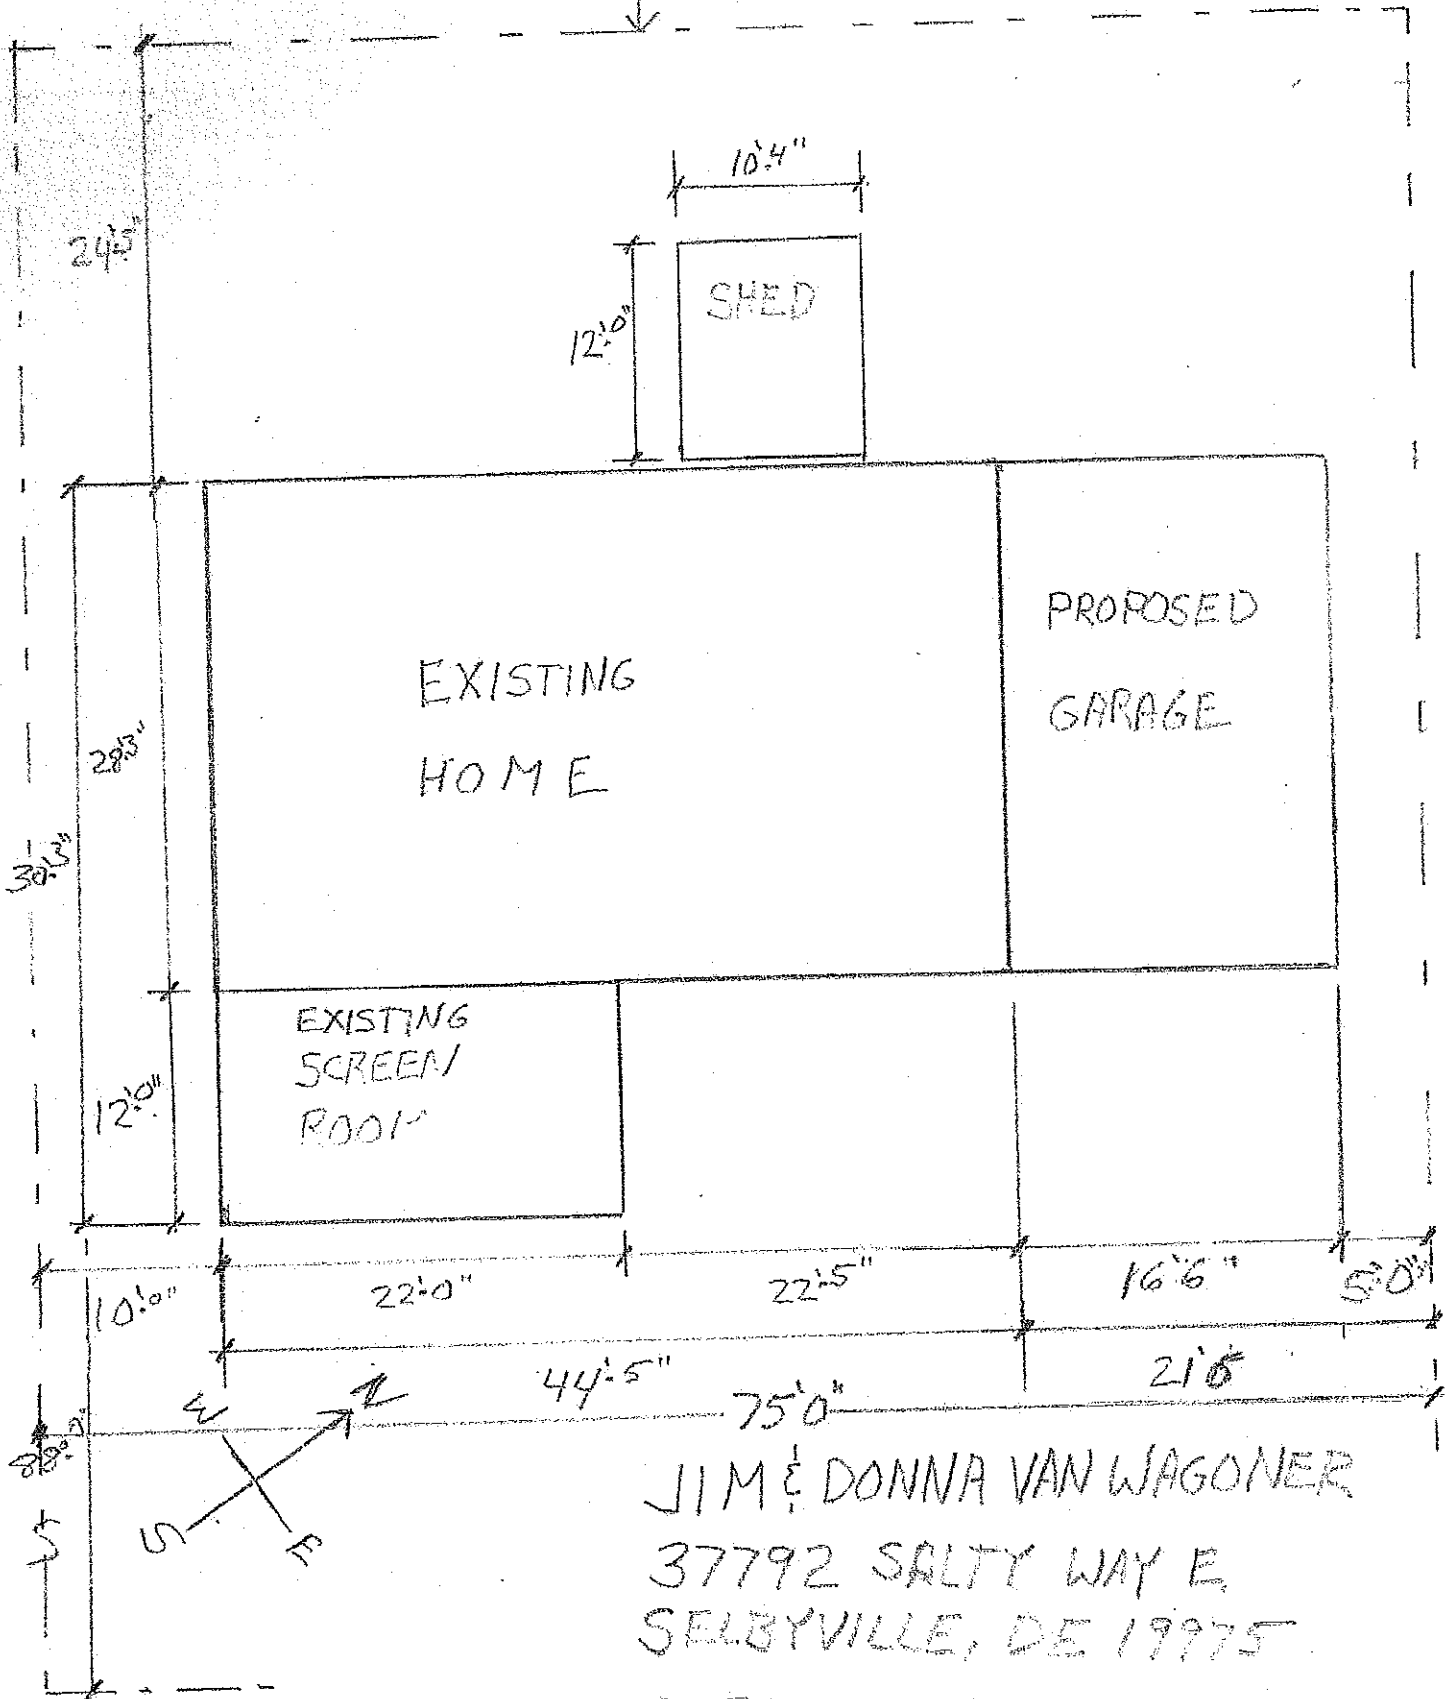 10'-4"
24'-5"
SHED
12'-0"
PROPOSED
GARAGE
EXISTING
HOME
28'-3"
30'-3"
EXISTING
SCREEN
ROOM
12'-0"
10'-0"
22'-0"
22'-5"
16'-6"
5'-0"
44'-5"
21'6
75'0"
W
N
S
E
JIM & DONNA VAN WAGONER
37792 SALTY WAY E
SELBYVILLE, DE 19975